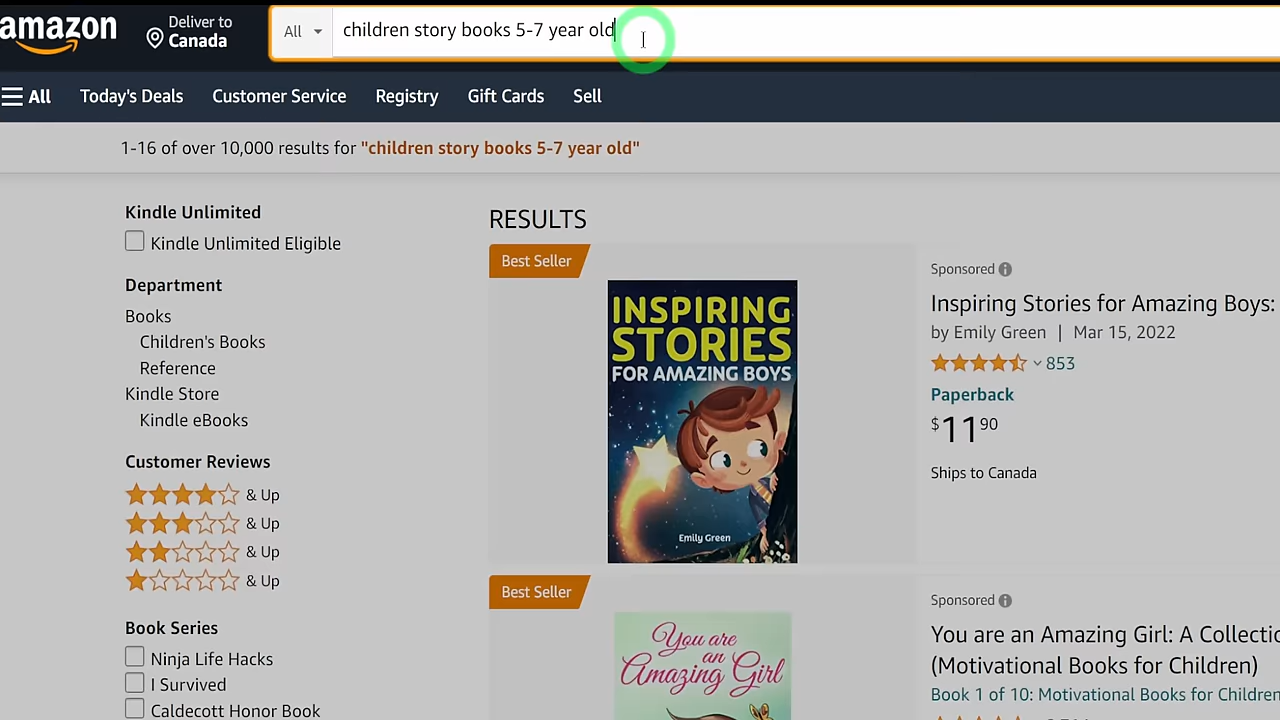 amazon
Deliver to
Canada
All
children story books 5-7 year old
All
Today's Deals
Customer Service
Registry
Gift Cards
Sell
1-16 of over 10,000 results for "children story books 5-7 year old"
Kindle Unlimited
Kindle Unlimited Eligible
Department
Books
Children's Books
Reference
Kindle Store
Kindle eBooks
Customer Reviews
& Up
& Up
& Up
& Up
Book Series
Ninja Life Hacks
I Survived
Caldecott Honor Book
RESULTS
Best Seller
INSPIRING
STORIES
FOR AMAZING BOYS
Emily Green
Sponsored
Inspiring Stories for Amazing Boys:
by Emily Green | Mar 15, 2022
853
Paperback
$11 90
Ships to Canada
Best Seller
You are
an
Amazing Girl
Sponsored
You are an Amazing Girl: A Collectio
(Motivational Books for Children)
Book 1 of 10: Motivational Books for Children